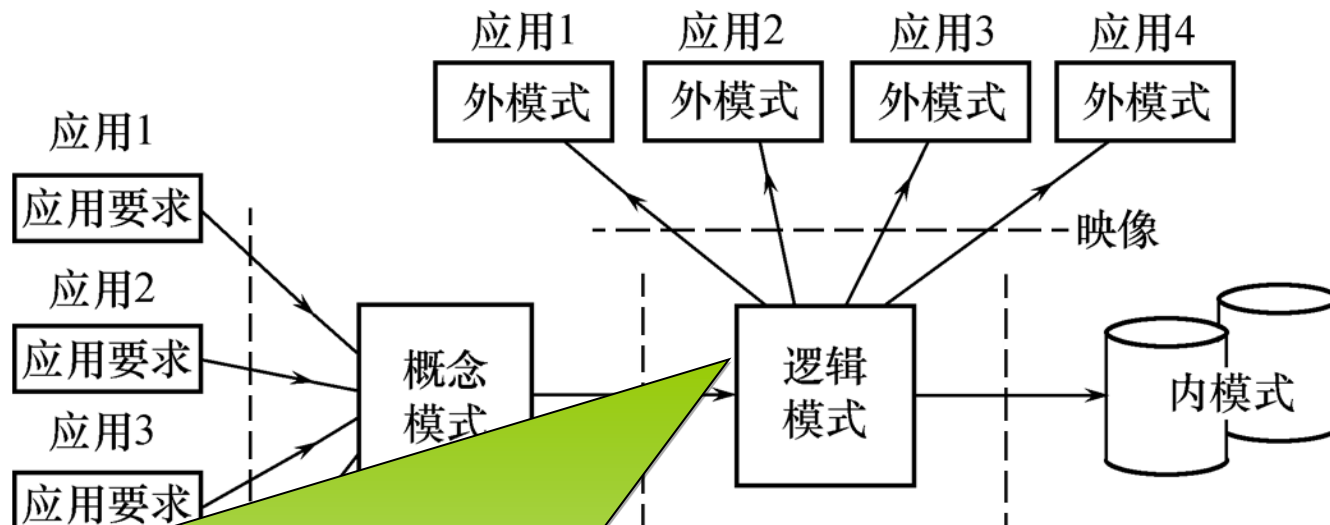 应用1
应用2
应用3
应用4
外模式
外模式
外模式
外模式
映像
应用1
应用要求
应用2
应用要求
应用3
应用要求
概念
模式
逻辑
模式
内模式